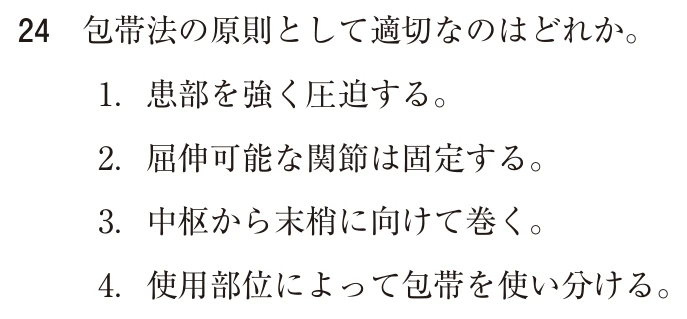 24 包帯法の原則として適切なのはどれか。
1. 患部を強く圧迫する。
2. 屈伸可能な関節は固定する。
3. 中枢から末梢に向けて巻く。
4. 使用部位によって包帯を使い分ける。